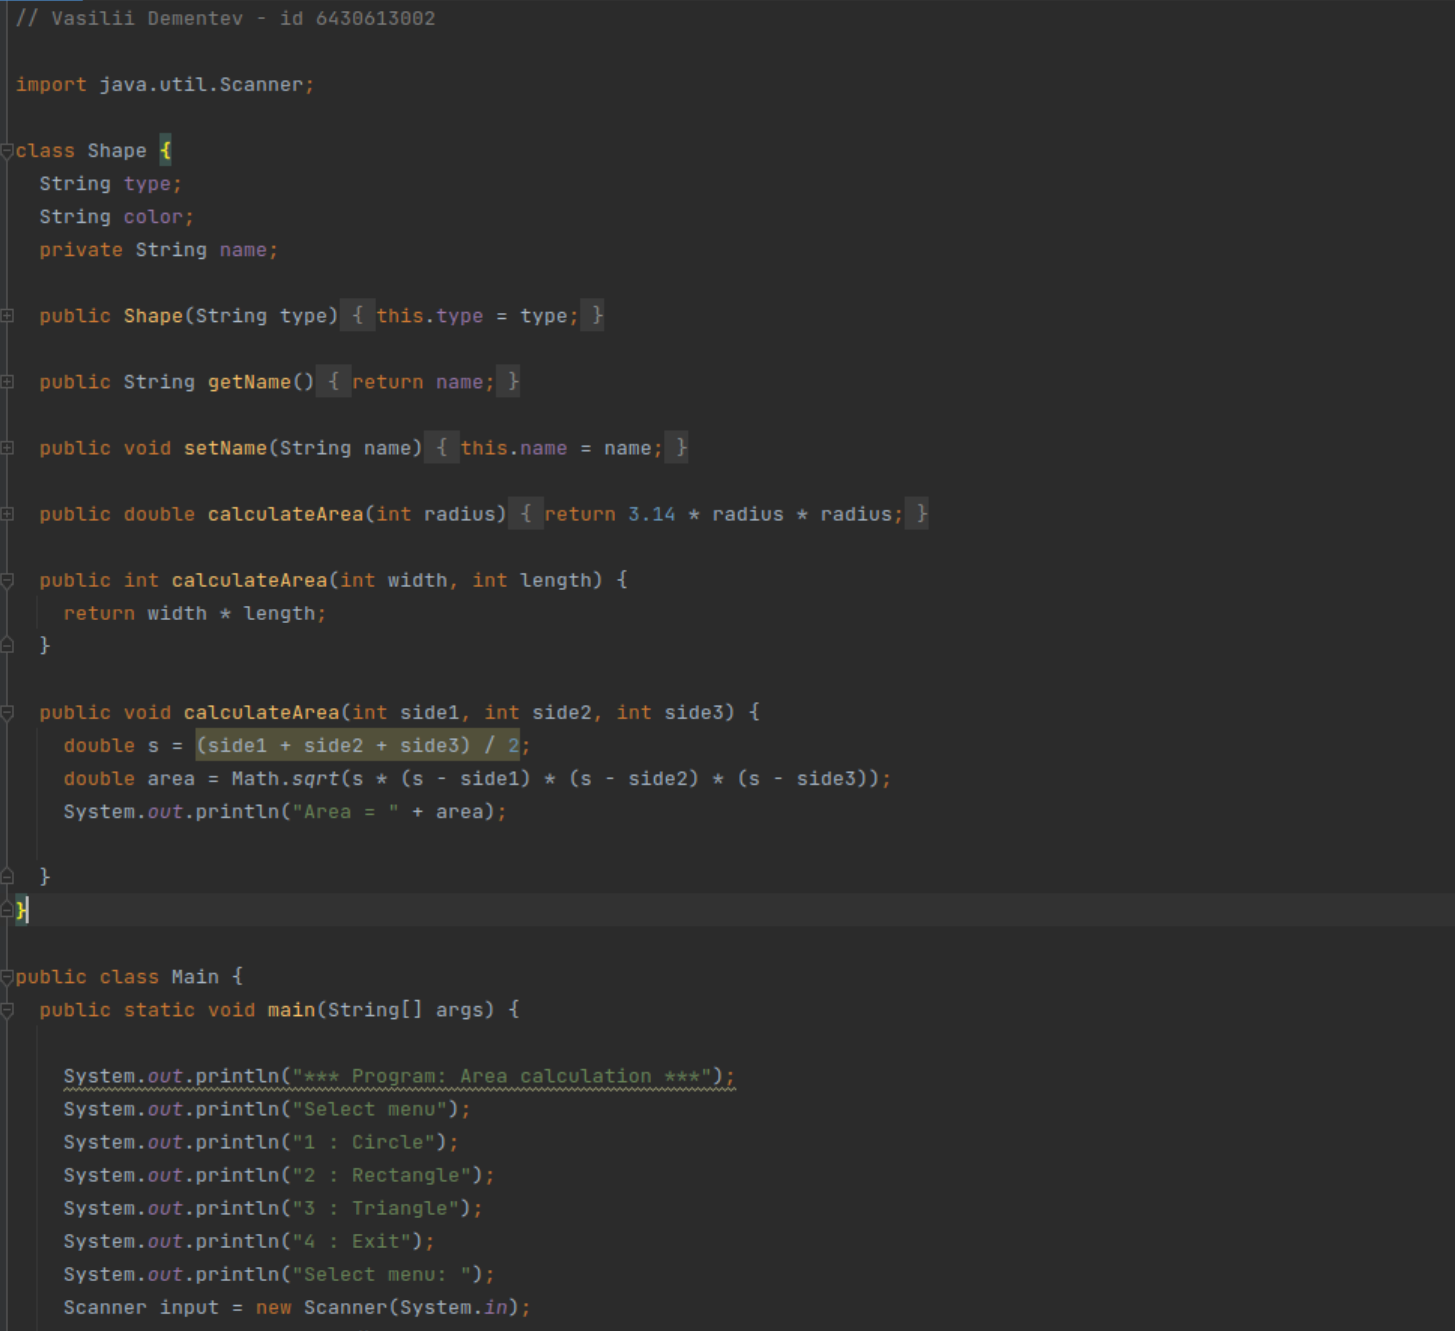 // Vasilii Dementev - id 6430613002
import java.util.Scanner;
class Shape {
String type;
String color;
private String name;
public Shape(String type) { this.type = type; }
public String getName() { return name; }
public void setName(String name) { this.name = name; }
public double calculateArea(int radius) { return 3.14 * radius * radius; }
public int calculateArea(int width, int length) {
return width * length;
}
public void calculateArea(int side1, int side2, int side3) {
double s = (side1 + side2 + side3) / 2;
double area = Math.sqrt(s * (s - side1) * (s - side2) * (s - side3));
System.out.println("Area = " + area);
}
}
public class Main {
public static void main(String[] args) {
System.out.println("*** Program: Area calculation ***");
System.out.println("Select menu");
System.out.println("1 : Circle");
System.out.println("2 : Rectangle");
System.out.println("3 : Triangle");
System.out.println("4 : Exit");
System.out.println("Select menu: ");
Scanner input = new Scanner(System.in);